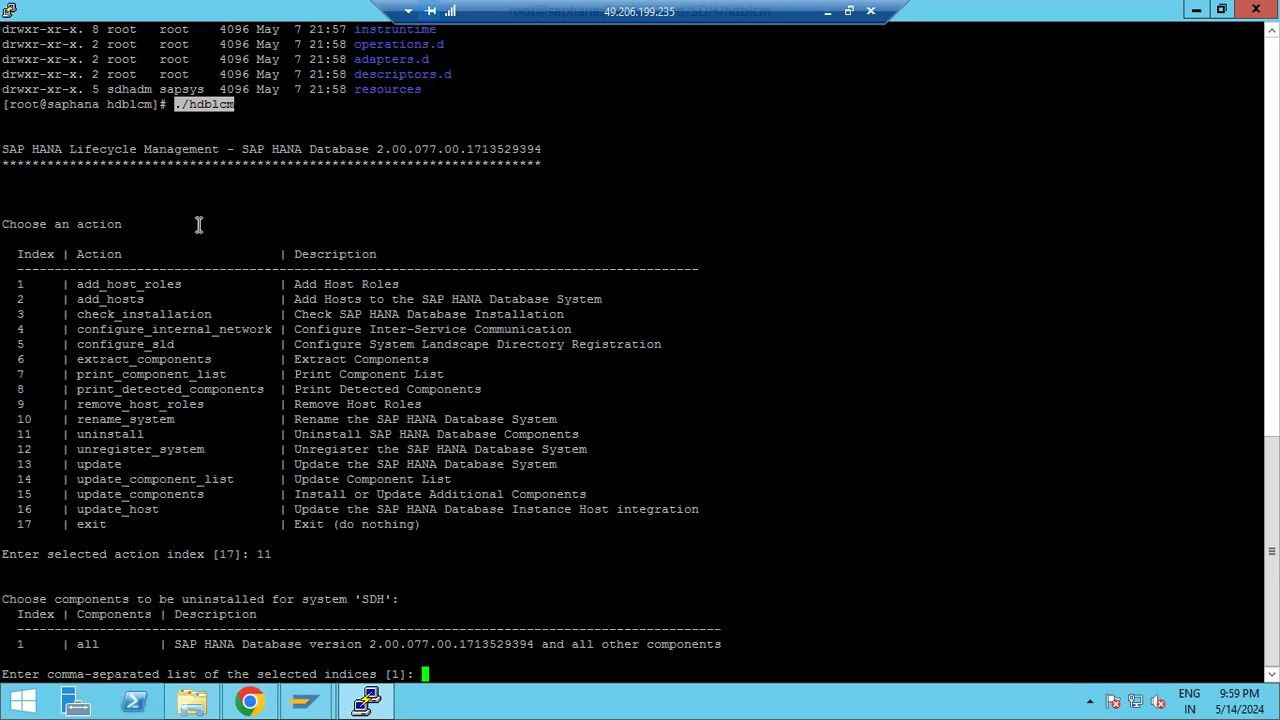 root@saphana:/hana/shared/SDH/hdblcm
49.206.199.235
drwxr-xr-x. 8 root   root    4096 May  7 21:57 instruntime
drwxr-xr-x. 2 root   root    4096 May  7 21:58 operations.d
drwxr-xr-x. 2 root   root    4096 May  7 21:58 adapters.d
drwxr-xr-x. 2 root   root    4096 May  7 21:58 descriptors.d
drwxr-xr-x. 5 sdhadm sapsys  4096 May  7 21:58 resources
[root@saphana hdblcm]# ./hdblcm
SAP HANA Lifecycle Management - SAP HANA Database 2.00.077.00.1713529394
************************************************************************
Choose an action
Index | Action | Description
--------------------------------------------------------------------------------------------
1 | add_host_roles | Add Host Roles
2 | add_hosts | Add Hosts to the SAP HANA Database System
3 | check_installation | Check SAP HANA Database Installation
4 | configure_internal_network | Configure Inter-Service Communication
5 | configure_sld | Configure System Landscape Directory Registration
6 | extract_components | Extract Components
7 | print_component_list | Print Component List
8 | print_detected_components | Print Detected Components
9 | remove_host_roles | Remove Host Roles
10 | rename_system | Rename the SAP HANA Database System
11 | uninstall | Uninstall SAP HANA Database Components
12 | unregister_system | Unregister the SAP HANA Database System
13 | update | Update the SAP HANA Database System
14 | update_component_list | Update Component List
15 | update_components | Install or Update Additional Components
16 | update_host | Update the SAP HANA Database Instance Host integration
17 | exit | Exit (do nothing)
Enter selected action index [17]: 11
Choose components to be uninstalled for system 'SDH':
Index | Components | Description
-----------------------------------------------------------------------------------------------
1 | all | SAP HANA Database version 2.00.077.00.1713529394 and all other components
Enter comma-separated list of the selected indices [1]:
ENG
9:59 PM
IN
5/14/2024